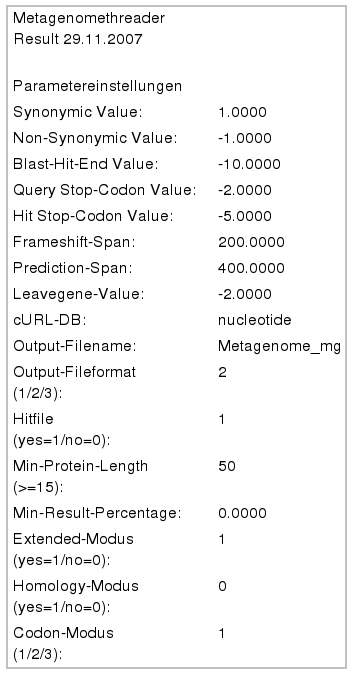 Metagenomethreader
Result 29.11.2007
Parametereinstellungen
Synonymic Value: 1.0000
Non-Synonymic Value: -1.0000
Blast-Hit-End Value: -10.0000
Query Stop-Codon Value: -2.0000
Hit Stop-Codon Value: -5.0000
Frameshift-Span: 200.0000
Prediction-Span: 400.0000
Leavegene-Value: -2.0000
cURL-DB: nucleotide
Output-Filename: Metagenome_mg
Output-Fileformat 2
(1/2/3):
Hitfile 1
(yes=1/no=0):
Min-Protein-Length 50
(>=15):
Min-Result-Percentage: 0.0000
Extended-Modus 1
(yes=1/no=0):
Homology-Modus 0
(yes=1/no=0):
Codon-Modus 1
(1/2/3):